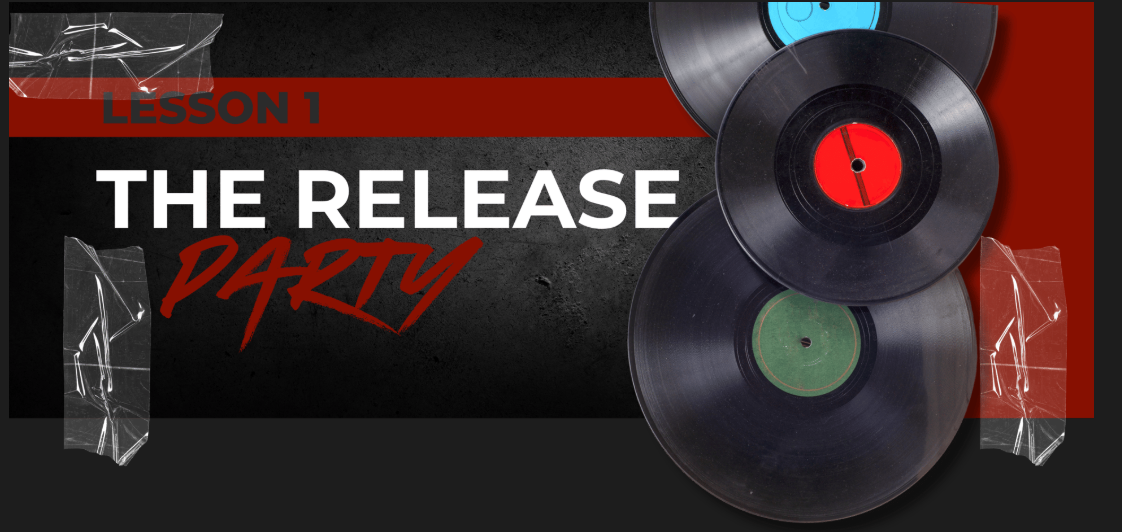 LESSON 1
THE RELEASE
PARTY